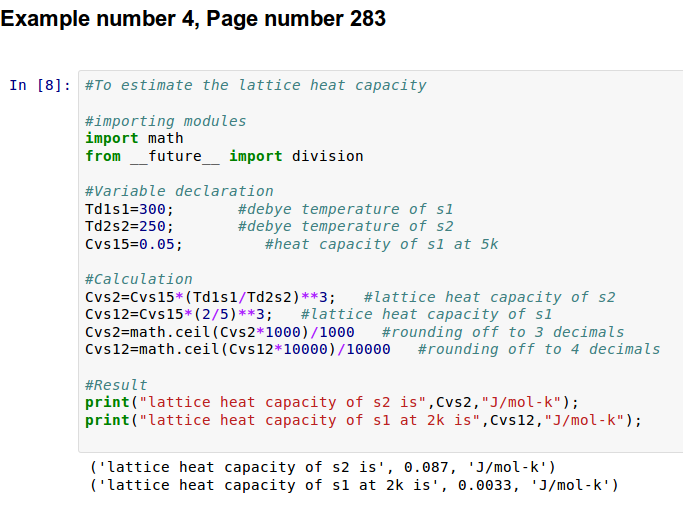 Example number 4, Page number 283
In [8]: #To estimate the lattice heat capacity
#importing modules
import math
from __future__ import division
#Variable declaration
Td1s1=300;       #debye temperature of s1
Td2s2=250;       #debye temperature of s2
Cvs15=0.05;         #heat capacity of s1 at 5k
#Calculation
Cvs2=Cvs15*(Td1s1/Td2s2)**3;   #lattice heat capacity of s2
Cvs12=Cvs15*(2/5)**3;   #lattice heat capacity of s1
Cvs2=math.ceil(Cvs2*1000)/1000   #rounding off to 3 decimals
Cvs12=math.ceil(Cvs12*10000)/10000   #rounding off to 4 decimals
#Result
print("lattice heat capacity of s2 is",Cvs2,"J/mol-k");
print("lattice heat capacity of s1 at 2k is",Cvs12,"J/mol-k");
('lattice heat capacity of s2 is', 0.087, 'J/mol-k')
('lattice heat capacity of s1 at 2k is', 0.0033, 'J/mol-k')